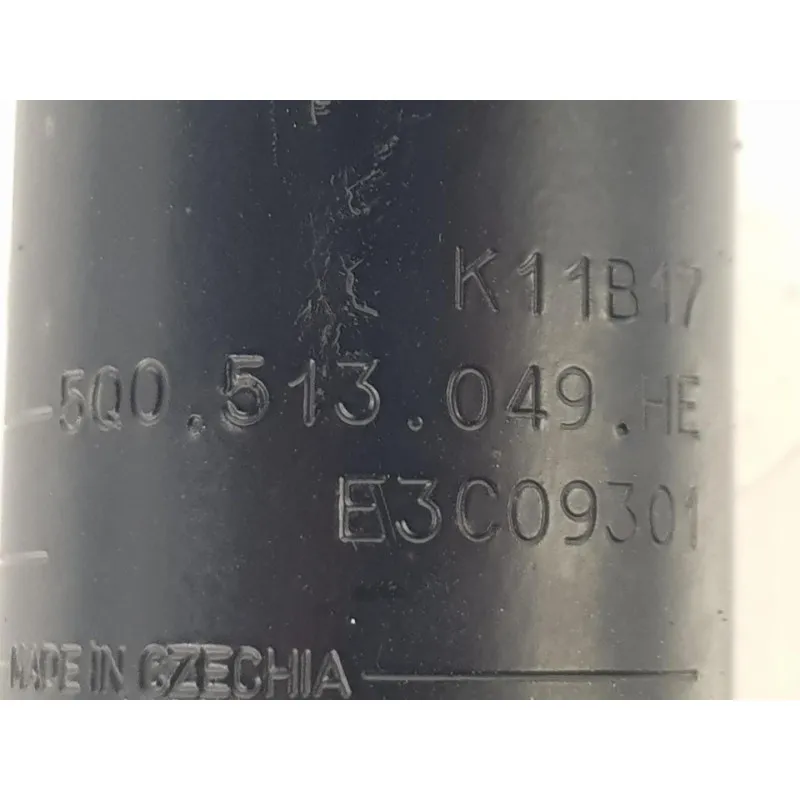 K11B17
5Q0.513.049.HE
E3C09301
MADE IN CZECHIA